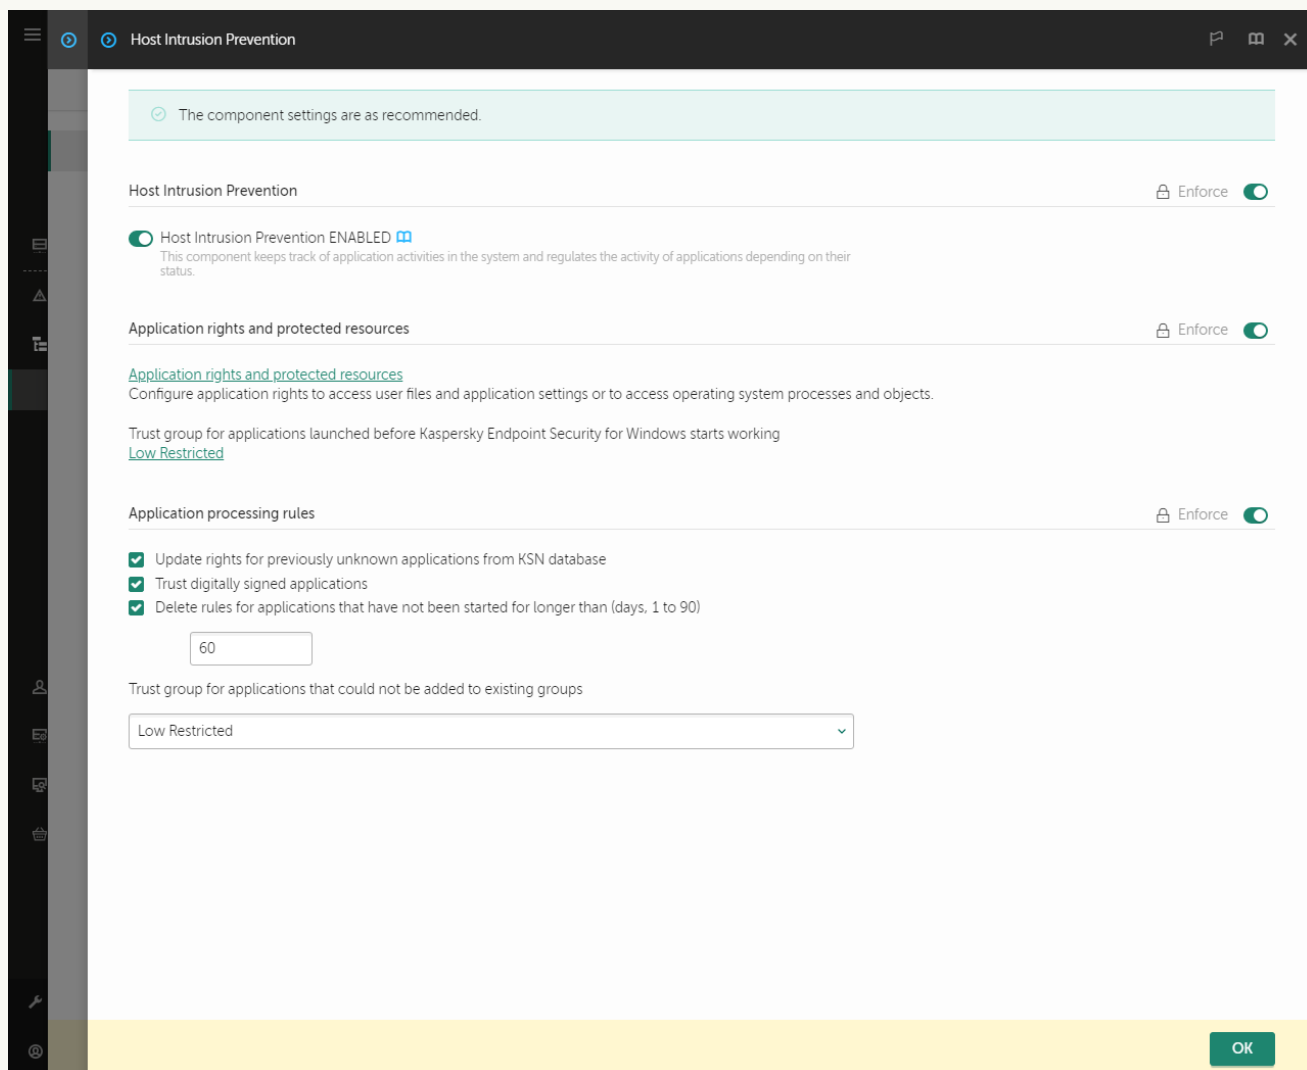 Host Intrusion Prevention
The component settings are as recommended.
Host Intrusion Prevention
Enforce
Host Intrusion Prevention ENABLED
This component keeps track of application activities in the system and regulates the activity of applications depending on their
status.
Application rights and protected resources
Enforce
Application rights and protected resources
Configure application rights to access user files and application settings or to access operating system processes and objects.
Trust group for applications launched before Kaspersky Endpoint Security for Windows starts working
Low Restricted
Application processing rules
Enforce
Update rights for previously unknown applications from KSN database
Trust digitally signed applications
Delete rules for applications that have not been started for longer than (days, 1 to 90)
60
Trust group for applications that could not be added to existing groups
Low Restricted
OK